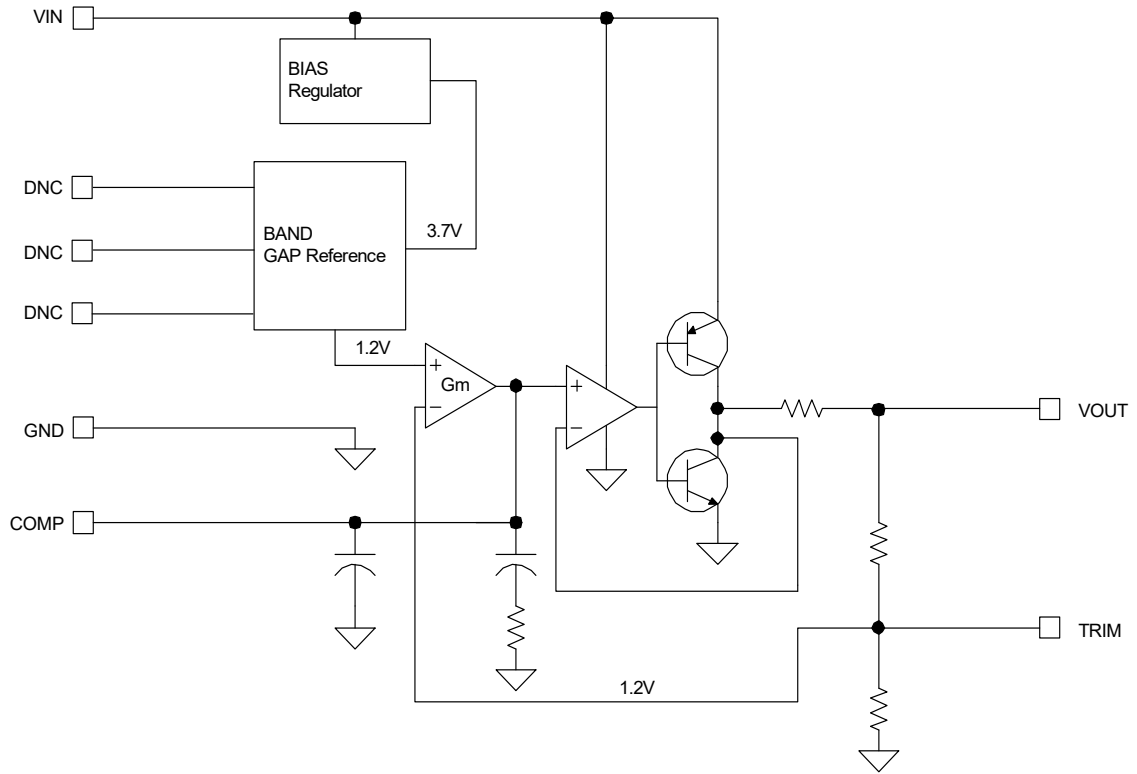 VIN
BIAS
Regulator
DNC
BAND
GAP Reference
3.7V
DNC
DNC
1.2V
+
Gm
−
+
−
VOUT
GND
COMP
TRIM
1.2V